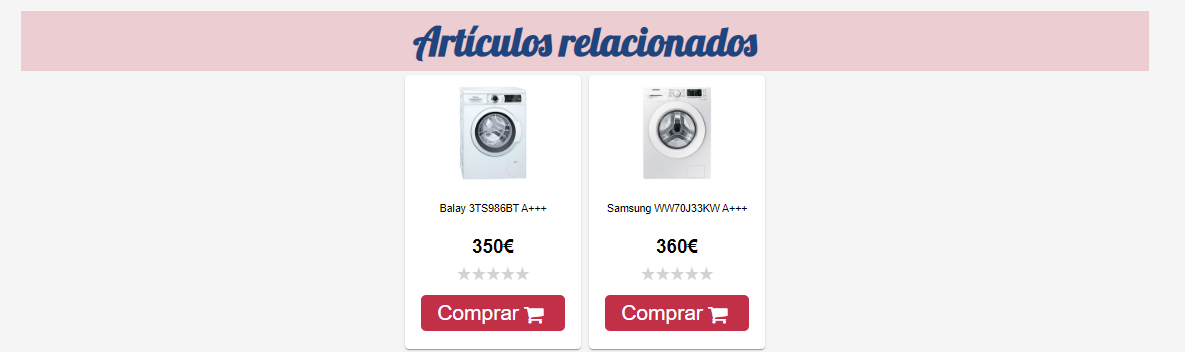 Artículos relacionados
Balay 3TS986BT A+++
Samsung WW70J33KW A+++
350€
360€
Comprar
Comprar